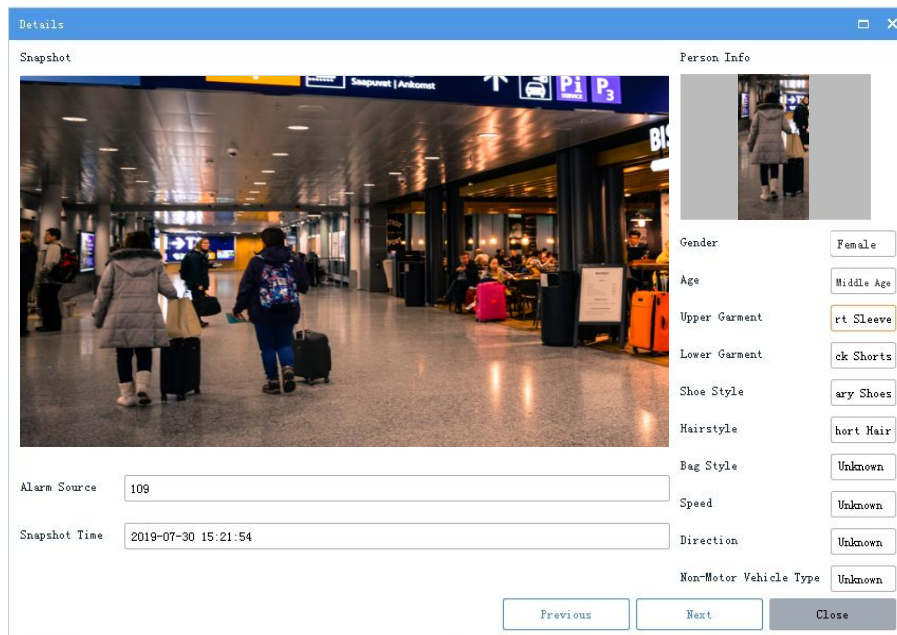 Details
Snapshot
Person Info
Saapuvat | Ankomst
Pi
SERVICE
P3
BIS
Gender
Female
Age
Middle Age
Upper Garment
rt Sleeve
Lower Garment
ck Shorts
Shoe Style
ary Shoes
Hairstyle
hort Hair
Bag Style
Unknown
Speed
Unknown
Direction
Unknown
Non-Motor Vehicle Type
Unknown
Alarm Source
109
Snapshot Time
2019-07-30 15:21:54
Previous
Next
Close